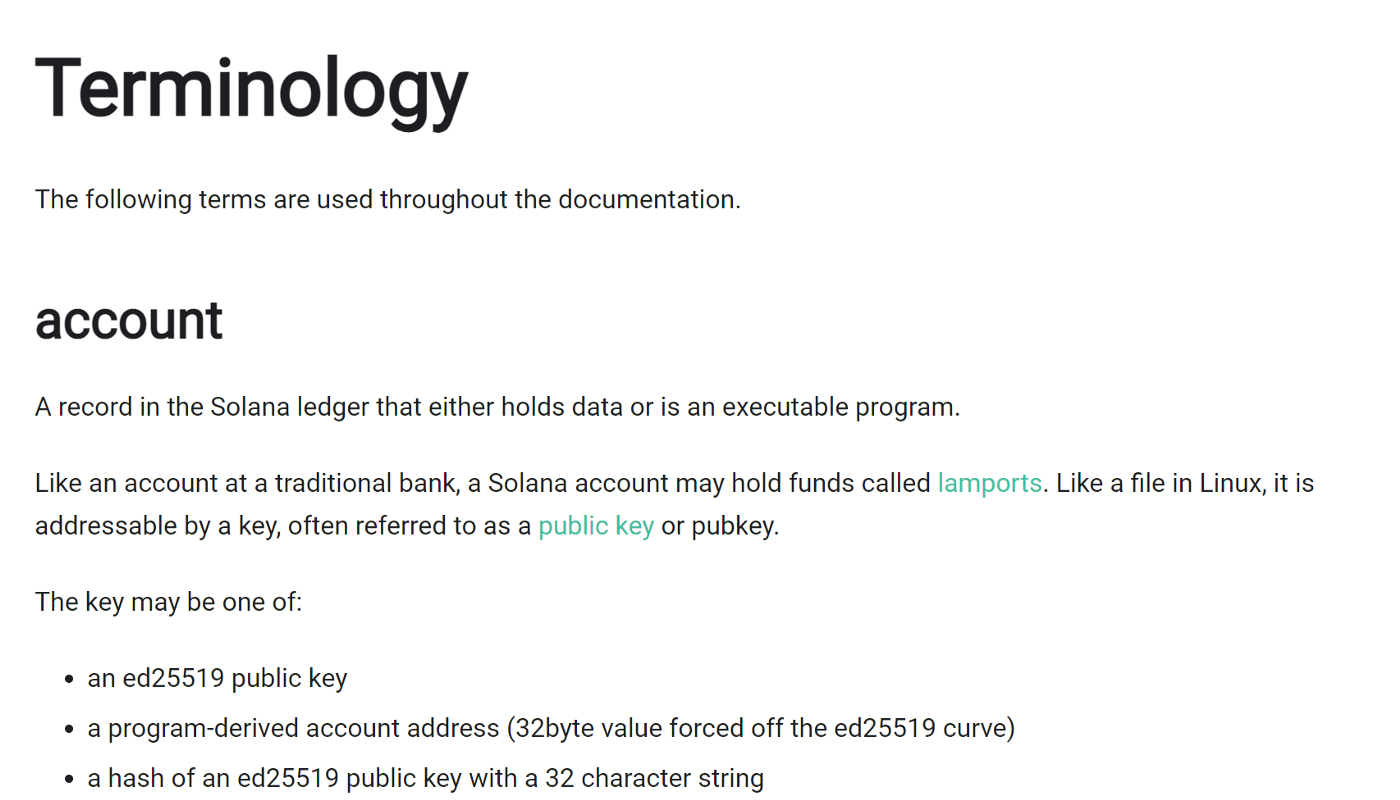 Terminology
The following terms are used throughout the documentation.
account
A record in the Solana ledger that either holds data or is an executable program.
Like an account at a traditional bank, a Solana account may hold funds called lamports. Like a file in Linux, it is
addressable by a key, often referred to as a public key or pubkey.
The key may be one of:
• an ed25519 public key
• a program-derived account address (32byte value forced off the ed25519 curve)
• a hash of an ed25519 public key with a 32 character string